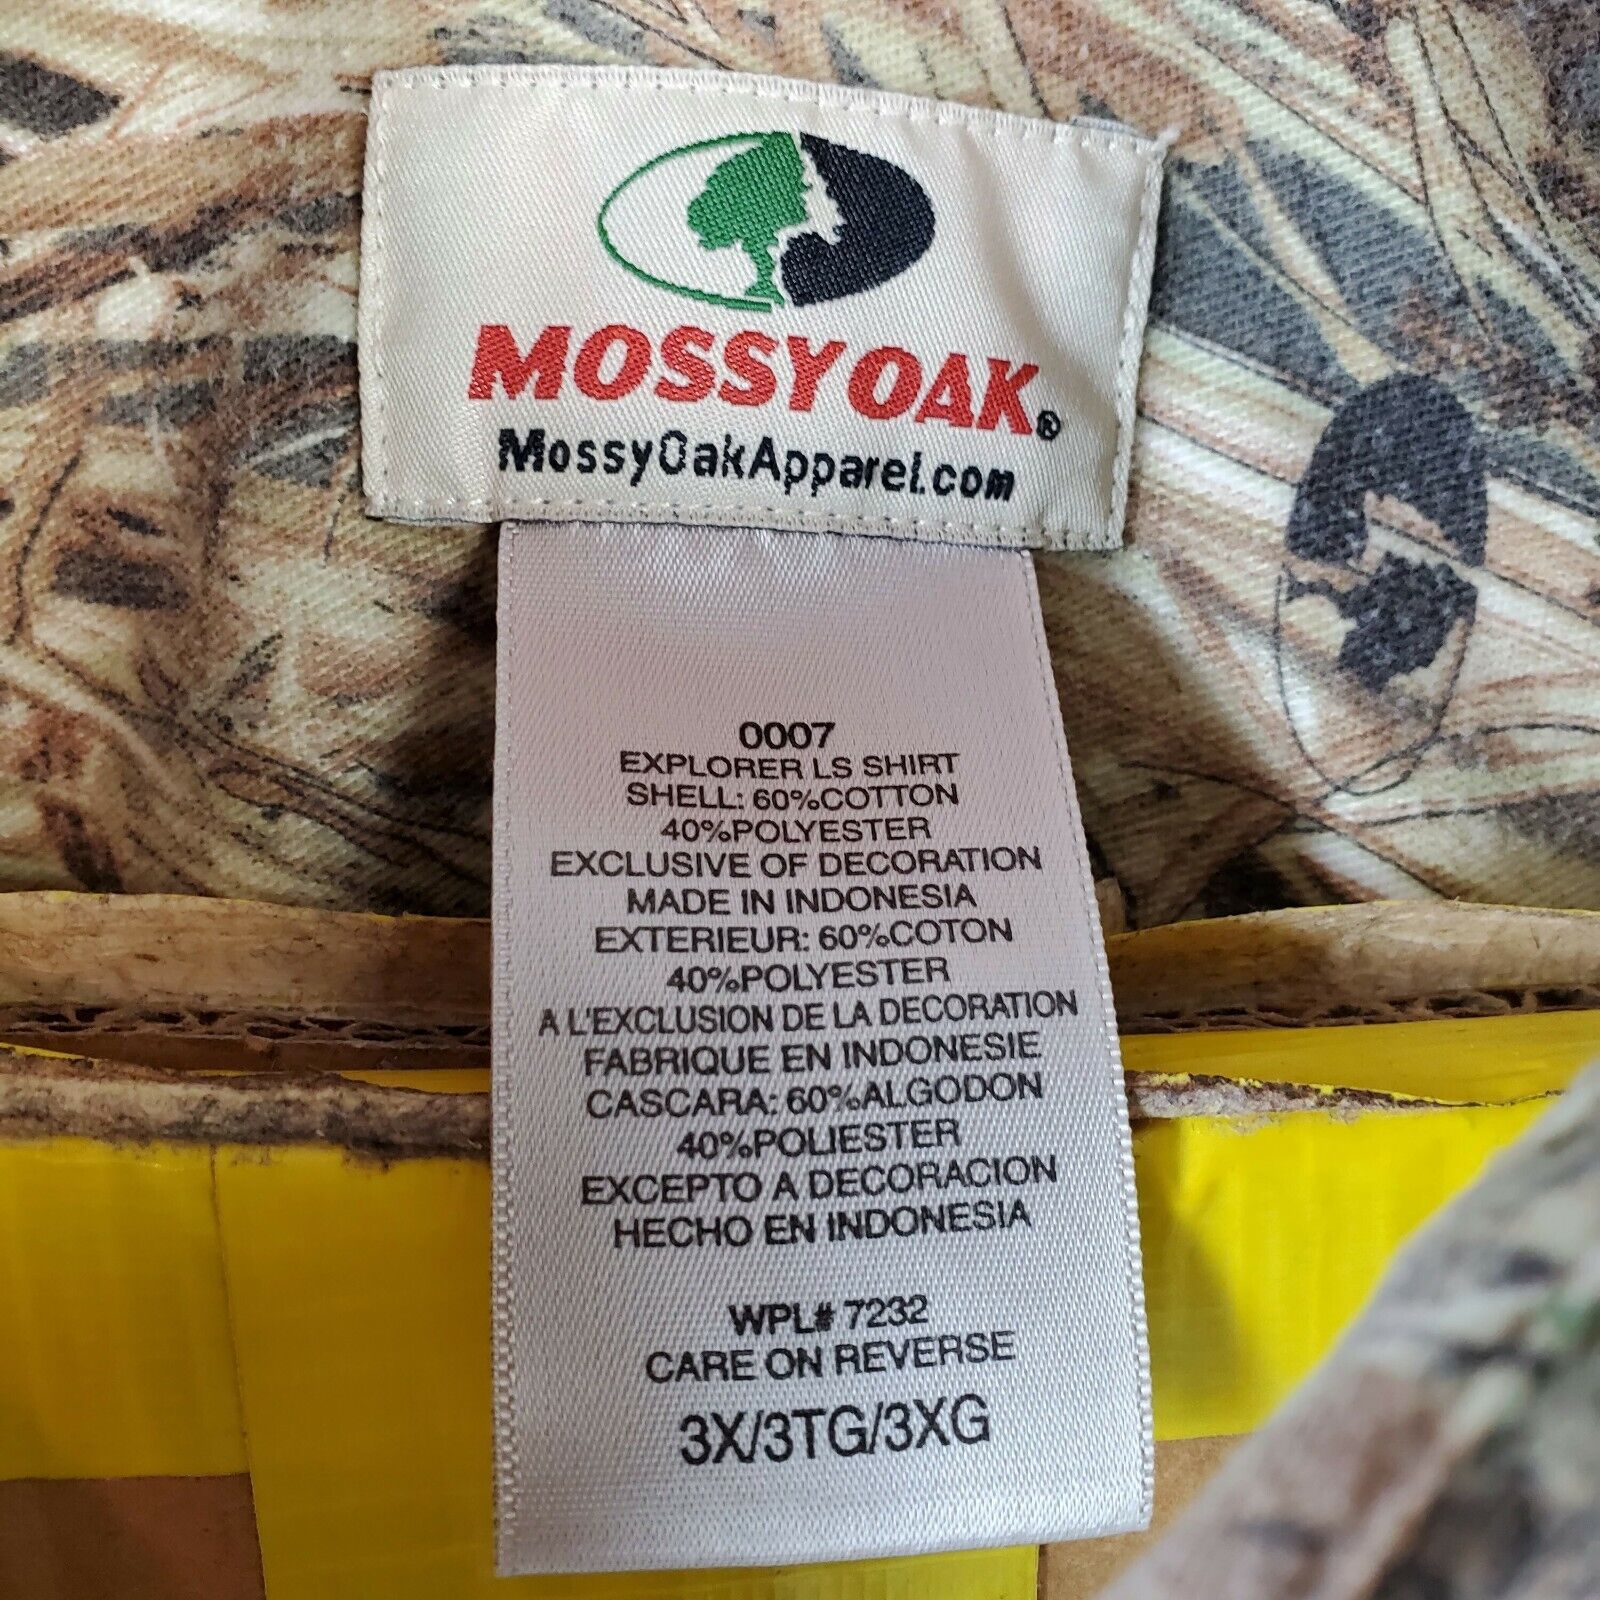 MOSSY OAK®
MossyOakApparel.com
0007
EXPLORER LS SHIRT
SHELL: 60%COTTON
40%POLYESTER
EXCLUSIVE OF DECORATION
MADE IN INDONESIA
EXTERIEUR: 60%COTON
40%POLYESTER
A L'EXCLUSION DE LA DECORATION
FABRIQUE EN INDONESIE
CASCARA: 60%ALGODON
40%POLIESTER
EXCEPTO A DECORACION
HECHO EN INDONESIA
WPL# 7232
CARE ON REVERSE
3X/3TG/3XG